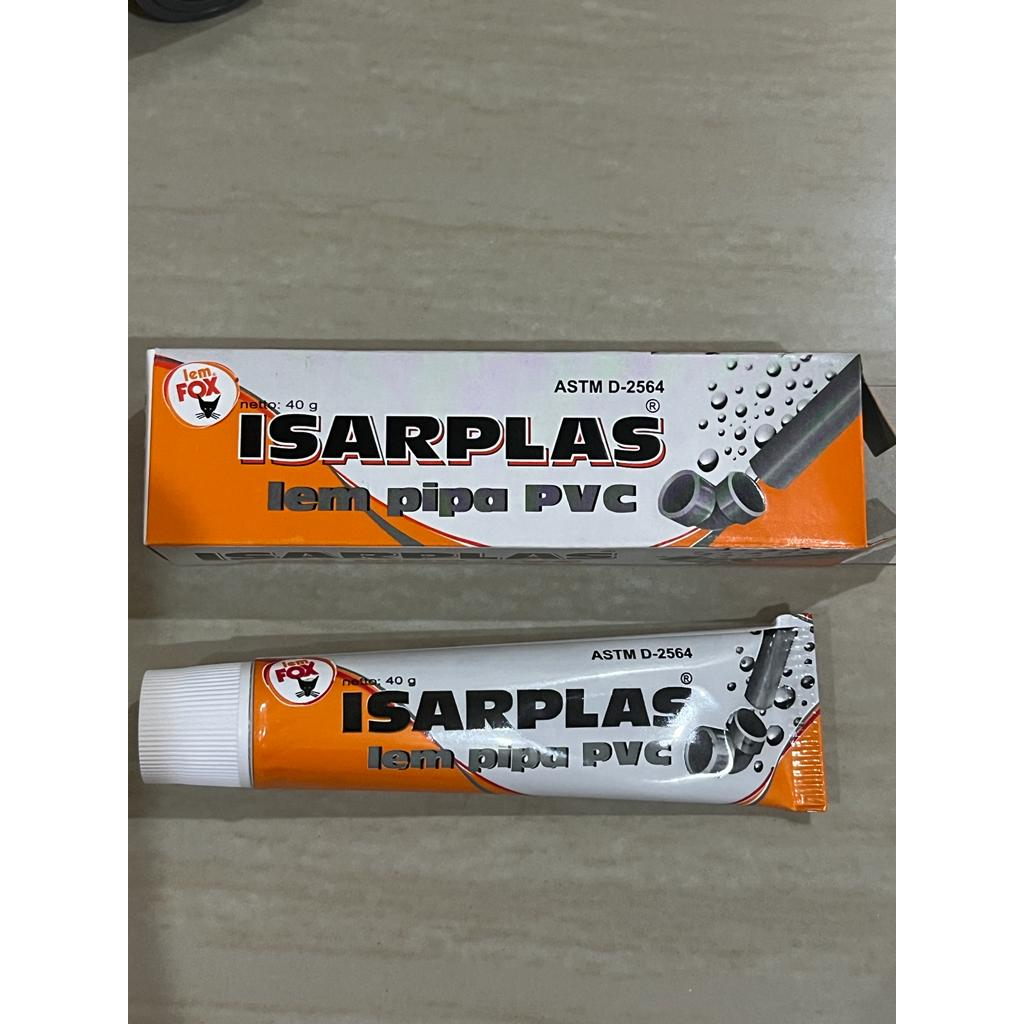 lem
FOX
netto: 40 g
ASTM D-2564
ISARPLAS®
lem pipa PVC
ISARPLAS
lem
FOX
netto: 40 g
ASTM D-2564
ISARPLAS®
lem pipa PVC